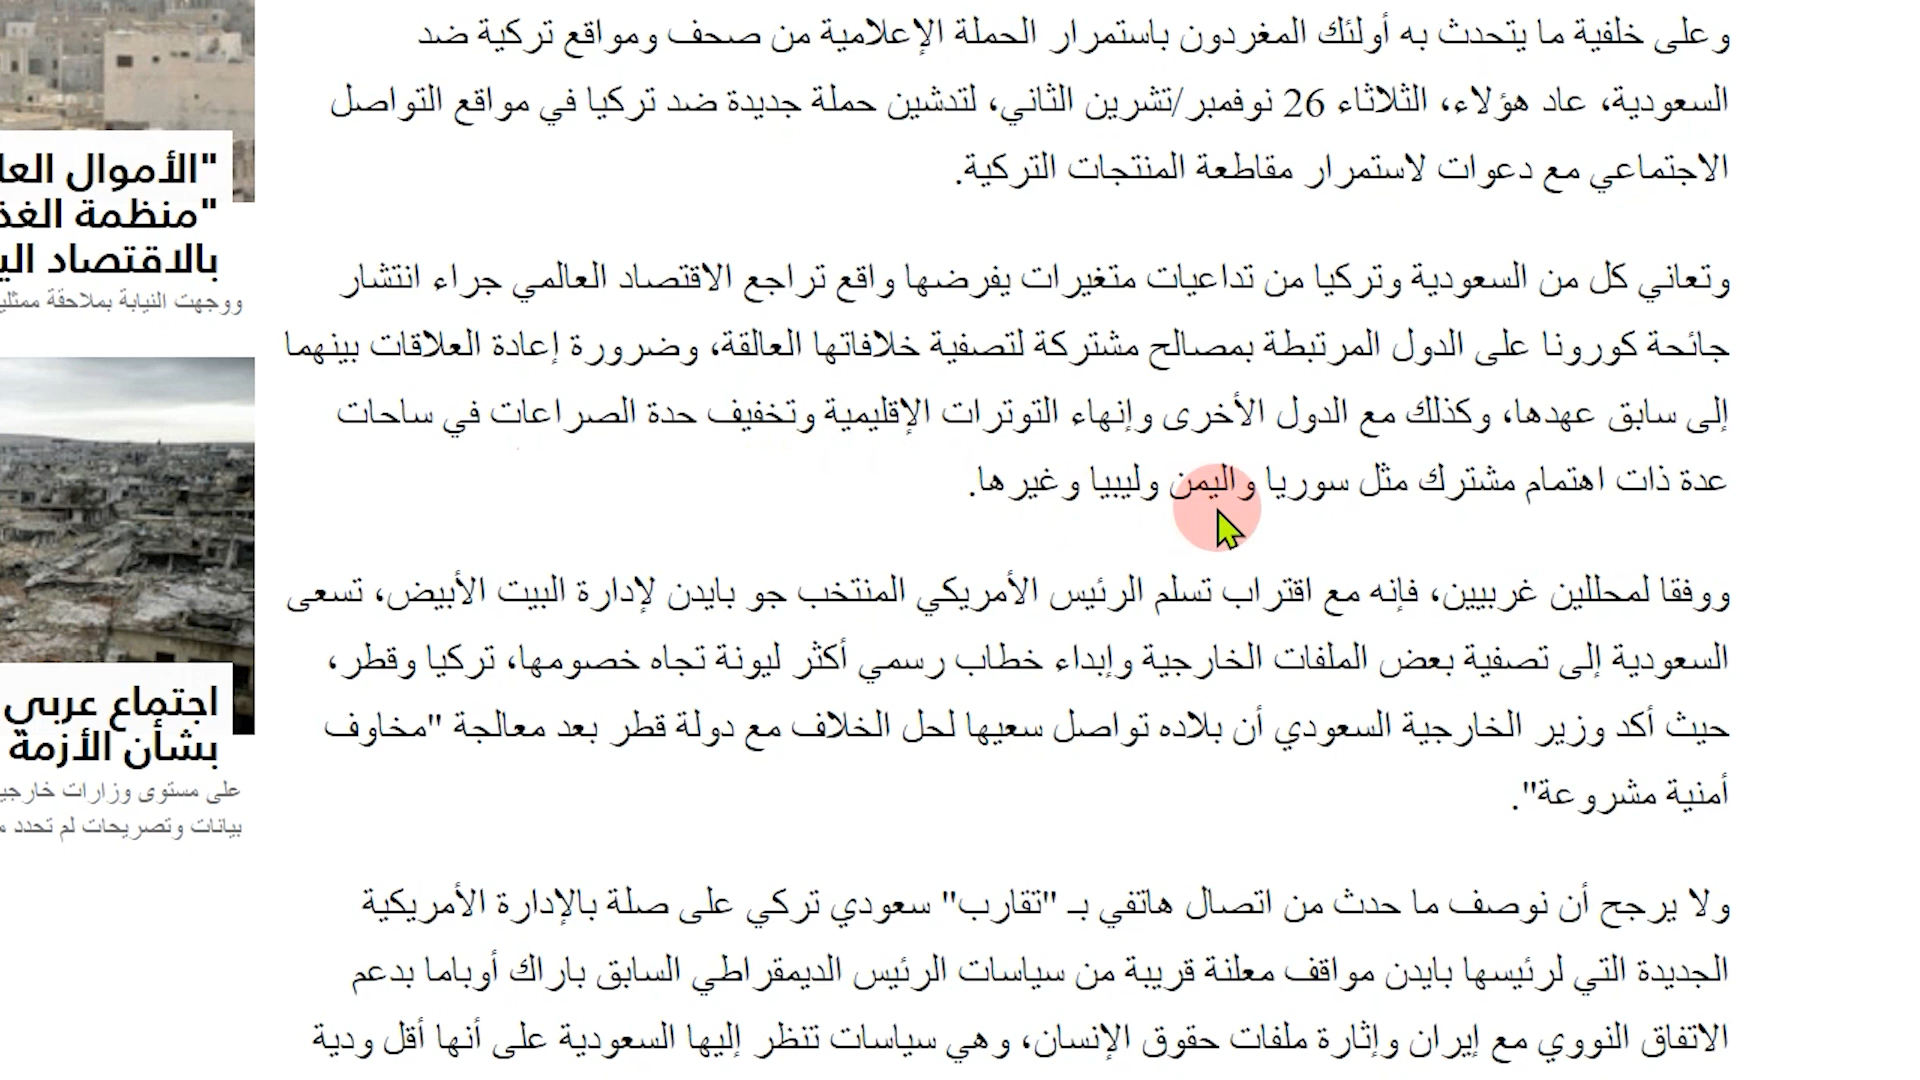 وعلى خلفية ما يتحدث به أولئك المغردون باستمرار الحملة الإعلامية من صحف ومواقع تركية ضد
السعودية، عاد هؤلاء، الثلاثاء 26 نوفمبر/تشرين الثاني، لتدشين حملة جديدة ضد تركيا في مواقع التواصل
الاجتماعي مع دعوات لاستمرار مقاطعة المنتجات التركية.
وتعاني كل من السعودية وتركيا من تداعيات متغيرات يفرضها واقع تراجع الاقتصاد العالمي جراء انتشار
جائحة كورونا على الدول المرتبطة بمصالح مشتركة لتصفية خلافاتها العالقة، وضرورة إعادة العلاقات بينهما
إلى سابق عهدها، وكذلك مع الدول الأخرى وإنهاء التوترات الإقليمية وتخفيف حدة الصراعات في ساحات
عدة ذات اهتمام مشترك مثل سوريا واليمن وليبيا وغيرها.
ووفقا لمحللين غربيين، فإنه مع اقتراب تسلم الرئيس الأمريكي المنتخب جو بايدن لإدارة البيت الأبيض، تسعى
السعودية إلى تصفية بعض الملفات الخارجية وإبداء خطاب رسمي أكثر ليونة تجاه خصومها، تركيا وقطر،
حيث أكد وزير الخارجية السعودي أن بلاده تواصل سعيها لحل الخلاف مع دولة قطر بعد معالجة "مخاوف
أمنية مشروعة".
ولا يرجح أن نوصف ما حدث من اتصال هاتفي بـ "تقارب" سعودي تركي على صلة بالإدارة الأمريكية
الجديدة التي لرئيسها بايدن مواقف معلنة قريبة من سياسات الرئيس الديمقراطي السابق باراك أوباما بدعم
الاتفاق النووي مع إيران وإثارة ملفات حقوق الإنسان، وهي سياسات تنظر إليها السعودية على أنها أقل ودية
"الأموال
"منظمة
بالاقتصاد
ووجهت النيابة بملاحقة
اجتماع عربي
بشأن الأزمة
على مستوى وزارات
بيانات وتصريحات لم تحدد